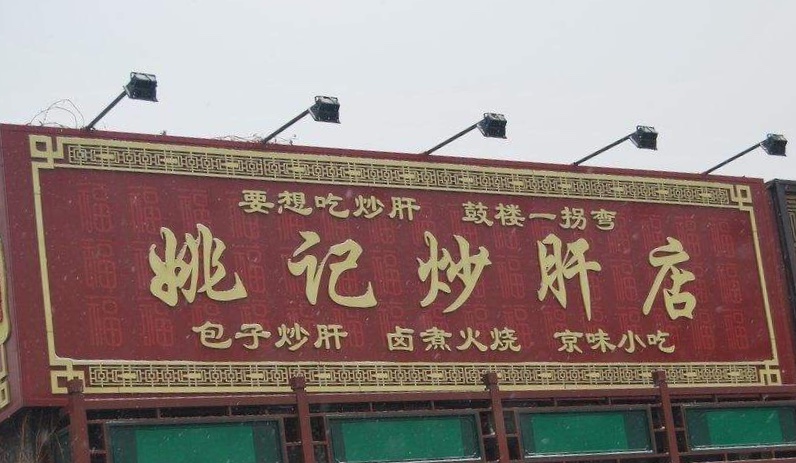 要想吃炒肝 鼓楼一拐弯
姚记炒肝店
包子炒肝 卤煮火烧 京味小吃